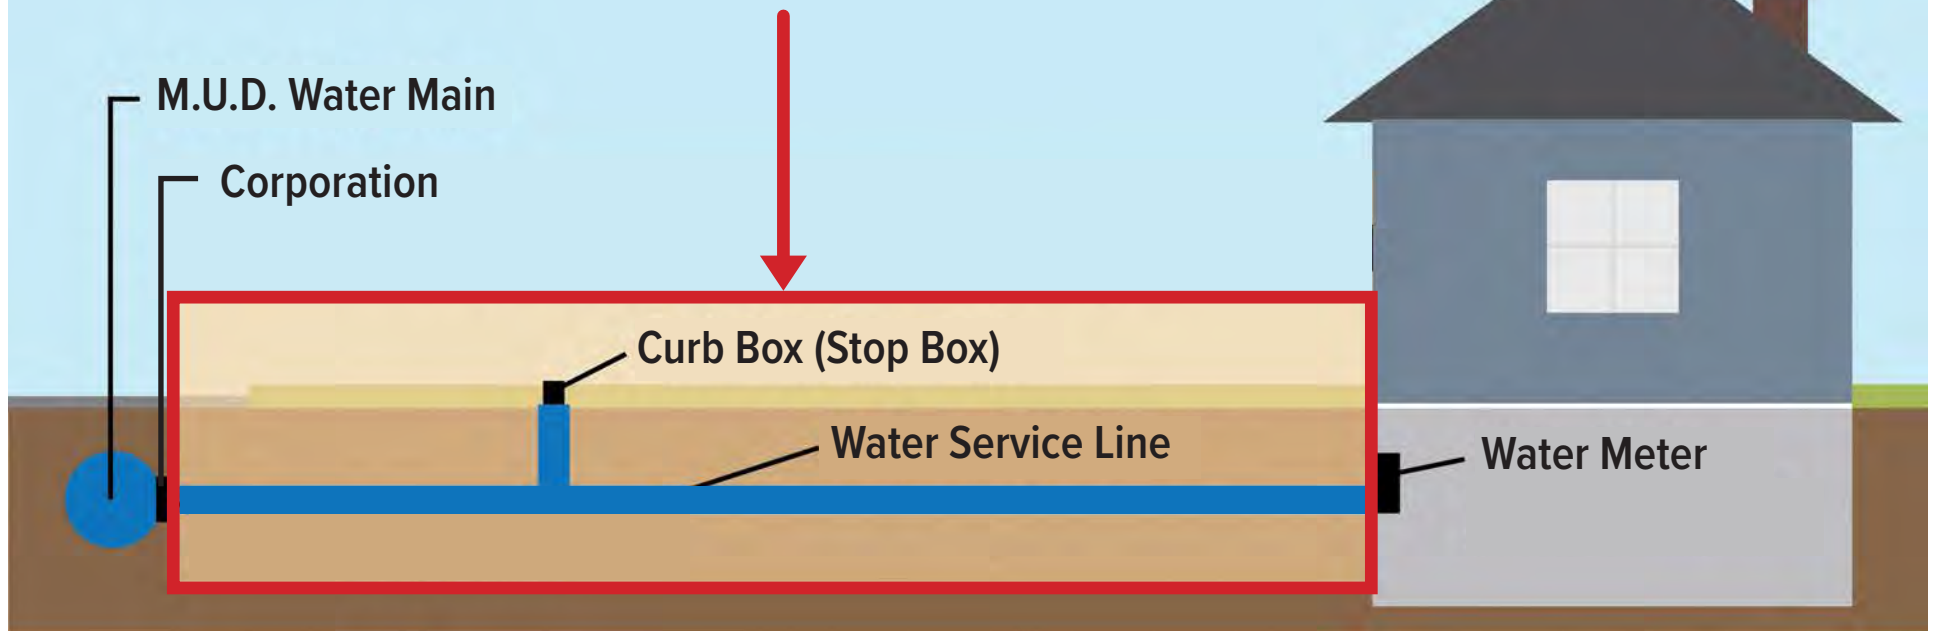 M.U.D. Water Main
Corporation
Curb Box (Stop Box)
Water Service Line
Water Meter